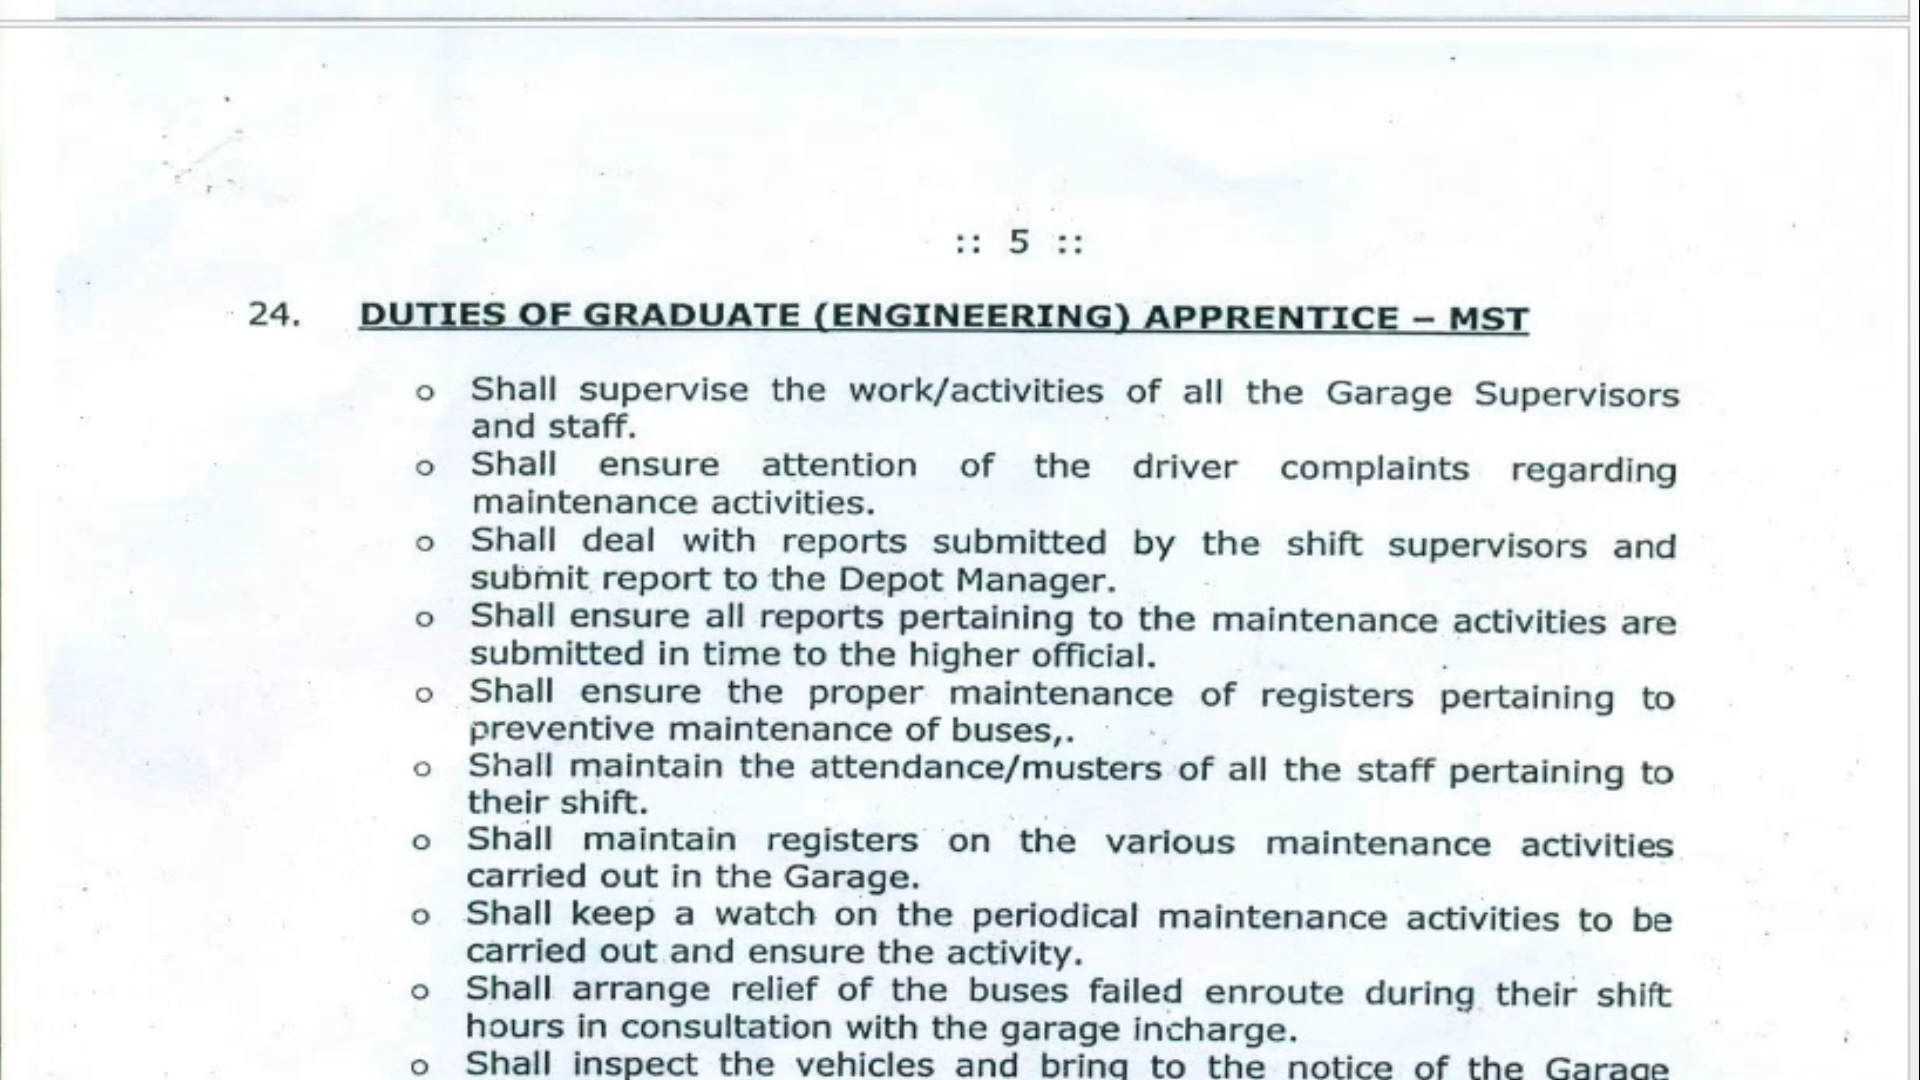 :: 5 ::
24. DUTIES OF GRADUATE (ENGINEERING) APPRENTICE – MST
o Shall supervise the work/activities of all the Garage Supervisors
and staff.
o Shall ensure attention of the driver complaints regarding
maintenance activities.
o Shall deal with reports submitted by the shift supervisors and
submit report to the Depot Manager.
o Shall ensure all reports pertaining to the maintenance activities are
submitted in time to the higher official.
o Shall ensure the proper maintenance of registers pertaining to
preventive maintenance of buses,.
o Shall maintain the attendance/musters of all the staff pertaining to
their shift.
o Shall maintain registers on the various maintenance activities
carried out in the Garage.
o Shall keep a watch on the periodical maintenance activities to be
carried out and ensure the activity.
o Shall arrange relief of the buses failed enroute during their shift
hours in consultation with the garage incharge.
o Shall inspect the vehicles and bring to the notice of the Garage